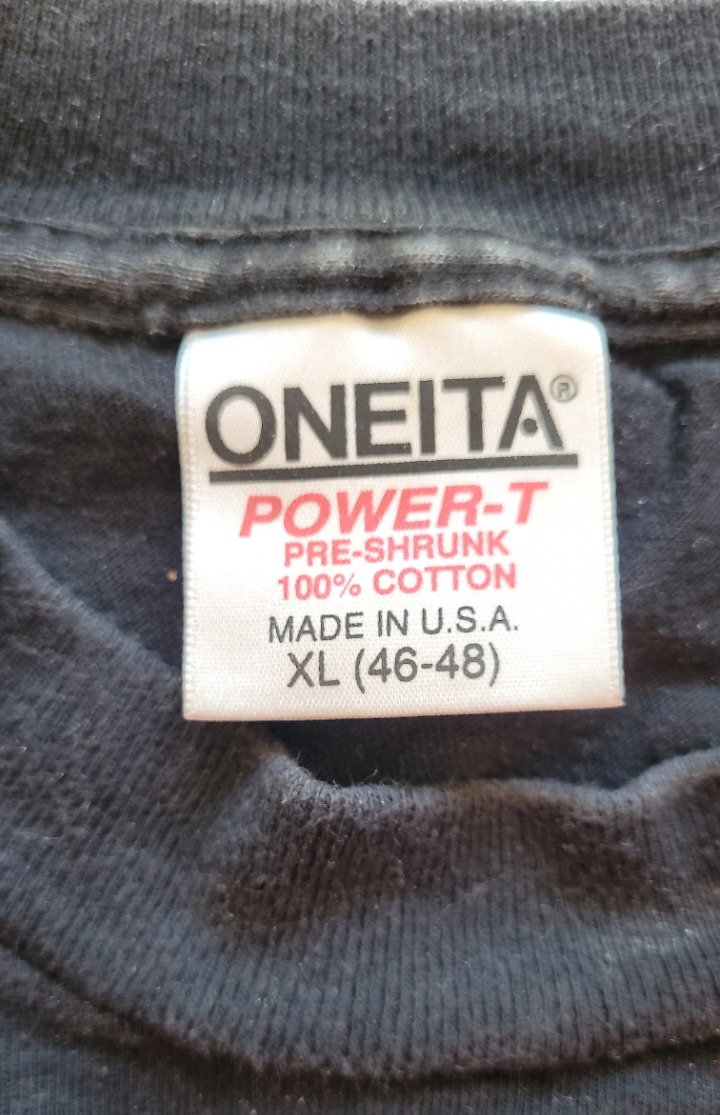 ONEITA®
POWER-T
PRE-SHRUNK
100% COTTON
MADE IN U.S.A.
XL (46-48)